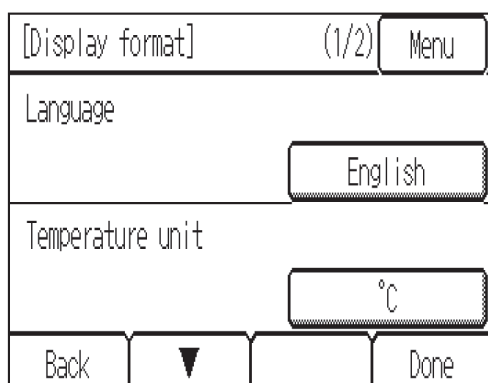 [Display format] (1/2) Menu
Language
English
Temperature unit
°C
Back ▼ Done